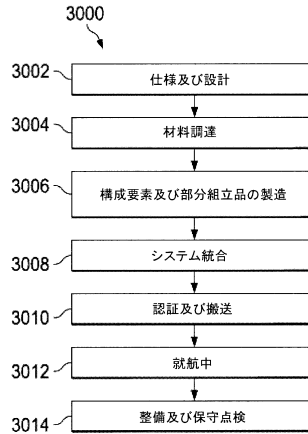 3000
3002
仕様及び設計
3004
材料調達
3006
構成要素及び部分組立品の製造
3008
システム統合
3010
認証及び搬送
3012
就航中
3014
整備及び保守点検